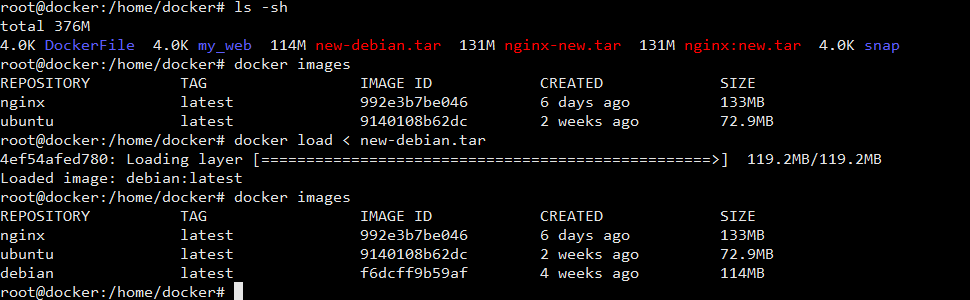 root@docker:/home/docker# ls -sh
total 376M
4.0K DockerFile  4.0K my_web  114M new-debian.tar  131M nginx-new.tar  131M nginx:new.tar  4.0K snap
root@docker:/home/docker# docker images
REPOSITORY          TAG                 IMAGE ID            CREATED             SIZE
nginx               latest              992e3b7be046        6 days ago          133MB
ubuntu              latest              9140108b62dc        2 weeks ago         72.9MB
root@docker:/home/docker# docker load < new-debian.tar
4ef54afed780: Loading layer [==================================================>]  119.2MB/119.2MB
Loaded image: debian:latest
root@docker:/home/docker# docker images
REPOSITORY          TAG                 IMAGE ID            CREATED             SIZE
nginx               latest              992e3b7be046        6 days ago          133MB
ubuntu              latest              9140108b62dc        2 weeks ago         72.9MB
debian              latest              f6dcff9b59af        4 weeks ago         114MB
root@docker:/home/docker#